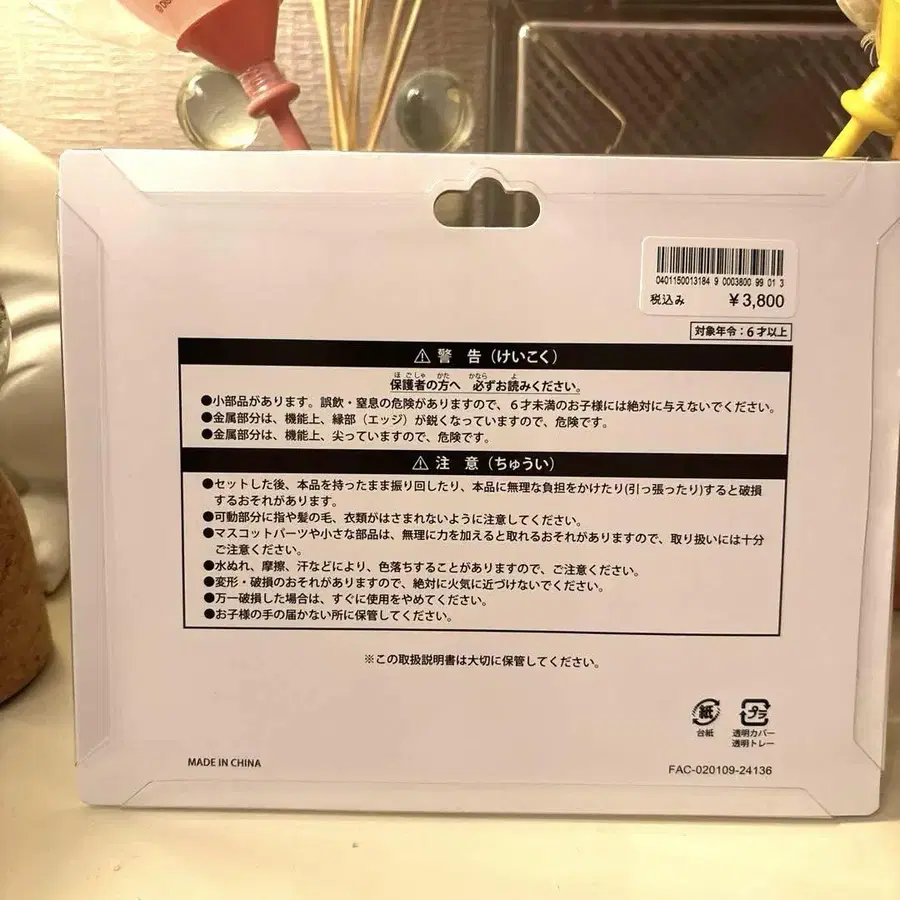 0401150013184 9 0003800 99 01 3
税込み ¥3,800
対象年令:6才以上
⚠警 告(けいこく)
ほごしゃ かた かなら よ
保護者の方へ 必ずお読みください。
●小部品があります。誤飲・窒息の危険がありますので、6才未満のお子様には絶対に与えないでください。
●金属部分は、機能上、縁部(エッジ)が鋭くなっていますので、危険です。
●金属部分は、機能上、尖っていますので、危険です。
⚠注 意(ちゅうい)
●セットした後、本品を持ったまま振り回したり、本品に無理な負担をかけたり(引っ張ったり)すると破損
するおそれがあります。
●可動部分に指や髪の毛、衣類がはさまれないように注意してください。
●マスコットパーツや小さな部品は、無理に力を加えると取れるおそれがありますので、取り扱いには十分
ご注意ください。
●水ぬれ、摩擦、汗などにより、色落ちすることがありますので、ご注意ください。
●変形・破損のおそれがありますので、絶対に火気に近づけないでください。
●万一破損した場合は、すぐに使用をやめてください。
●お子様の手の届かない所に保管してください。
※この取扱説明書は大切に保管してください。
紙 プラ
台紙 透明カバー
透明トレー
MADE IN CHINA
FAC-020109-24136